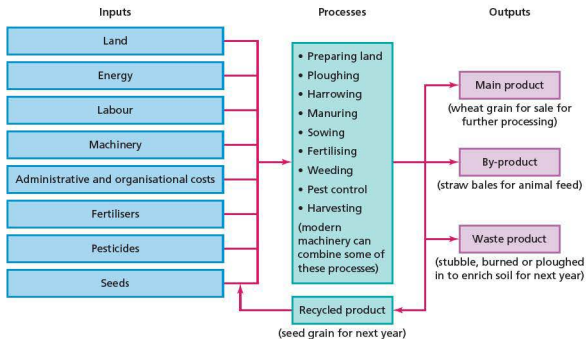 Inputs
Land
Energy
Labour
Machinery
Administrative and organisational costs
Fertilisers
Pesticides
Seeds
Processes
• Preparing land
• Ploughing
• Harrowing
• Manuring
• Sowing
• Fertilising
• Weeding
• Pest control
• Harvesting
(modern
machinery can
combine some of
these processes)
Recycled product
(seed grain for next year)
Outputs
Main product
(wheat grain for sale for
further processing)
By-product
(straw bales for animal feed)
Waste product
(stubble, burned or ploughed
in to enrich soil for next year)